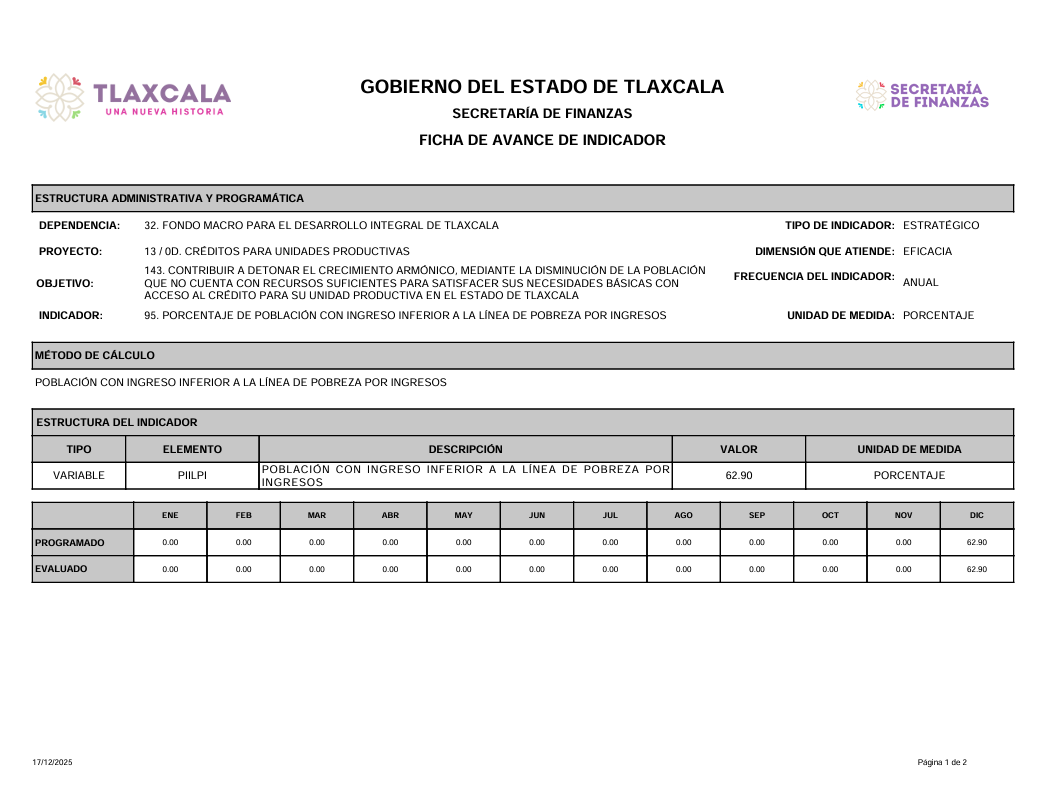 TLAXCALA
UNA NUEVA HISTORIA
GOBIERNO DEL ESTADO DE TLAXCALA
SECRETARÍA DE FINANZAS
FICHA DE AVANCE DE INDICADOR
SECRETARÍA
DE FINANZAS
ESTRUCTURA ADMINISTRATIVA Y PROGRAMÁTICA
DEPENDENCIA: 32. FONDO MACRO PARA EL DESARROLLO INTEGRAL DE TLAXCALA TIPO DE INDICADOR: ESTRATÉGICO
PROYECTO: 13 / 0D. CRÉDITOS PARA UNIDADES PRODUCTIVAS DIMENSIÓN QUE ATIENDE: EFICACIA
OBJETIVO: 143. CONTRIBUIR A DETONAR EL CRECIMIENTO ARMÓNICO, MEDIANTE LA DISMINUCIÓN DE LA POBLACIÓN
QUE NO CUENTA CON RECURSOS SUFICIENTES PARA SATISFACER SUS NECESIDADES BÁSICAS CON
ACCESO AL CRÉDITO PARA SU UNIDAD PRODUCTIVA EN EL ESTADO DE TLAXCALA
FRECUENCIA DEL INDICADOR: ANUAL
INDICADOR: 95. PORCENTAJE DE POBLACIÓN CON INGRESO INFERIOR A LA LÍNEA DE POBREZA POR INGRESOS UNIDAD DE MEDIDA: PORCENTAJE
MÉTODO DE CÁLCULO
POBLACIÓN CON INGRESO INFERIOR A LA LÍNEA DE POBREZA POR INGRESOS
ESTRUCTURA DEL INDICADOR
TIPO ELEMENTO DESCRIPCIÓN VALOR UNIDAD DE MEDIDA
VARIABLE PIILPI POBLACIÓN CON INGRESO INFERIOR A LA LÍNEA DE POBREZA POR
INGRESOS 62.90 PORCENTAJE
ENE FEB MAR ABR MAY JUN JUL AGO SEP OCT NOV DIC
PROGRAMADO 0.00 0.00 0.00 0.00 0.00 0.00 0.00 0.00 0.00 0.00 0.00 62.90
EVALUADO 0.00 0.00 0.00 0.00 0.00 0.00 0.00 0.00 0.00 0.00 0.00 62.90
17/12/2025 Página 1 de 2